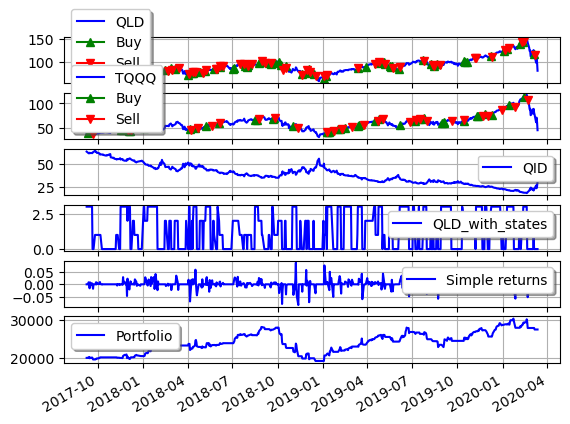 QLD
Buy
Sell
150
100
TQQQ
Buy
Sell
100
50
QID
50
25
QLD_with_states
2.5
0.0
Simple returns
0.05
0.00
−0.05
Portfolio
30000
20000
2017-10 2018-01 2018-04 2018-07 2018-10 2019-01 2019-04 2019-07 2019-10 2020-01 2020-04